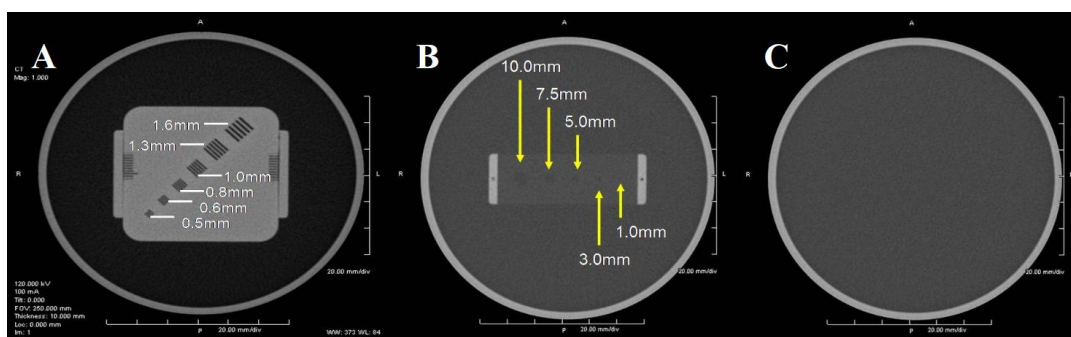 A
CT
Mag: 1.000
A
1.6mm
1.3mm
1.0mm
0.8mm
0.6mm
0.5mm
R
L
20.00 mm/div
120.000 kV
100 mA
Tilt: 0.000
FOV: 250.000 mm
Thickness: 10.000 mm
Loc: 0.000 mm
Im: 1
P
20.00 mm/div
WW: 373 WL: 84
B
A
10.0mm
7.5mm
5.0mm
1.0mm
3.0mm
R
L
20.00 mm/div
P
20.00 mm/div
C
A
R
20.00 mm/div
P
20.00 mm/div